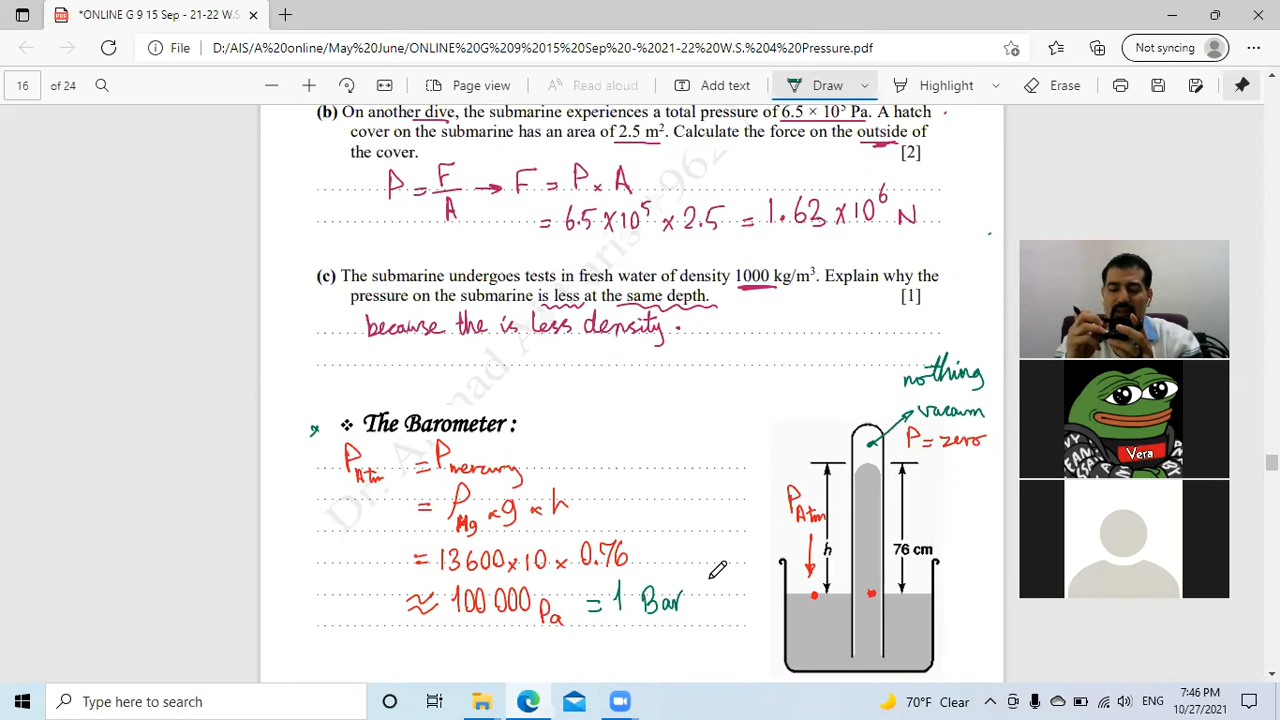 *ONLINE G 9 15 Sep - 21-22 W.S.
File D:/AIS/A%20online/May%20June/ONLINE%20G%209%2015%20Sep%20-%2021-22%20W.S.%204%20Pressure.pdf Not syncing
16 of 24 Page view Read aloud Add text Draw Highlight Erase
(b) On another dive, the submarine experiences a total pressure of 6.5 × 10⁵ Pa. A hatch
cover on the submarine has an area of 2.5 m². Calculate the force on the outside of
the cover. [2]
P = F/A → F = P × A
= 6.5 × 10⁵ × 2.5 = 1.63 × 10⁶ N
(c) The submarine undergoes tests in fresh water of density 1000 kg/m³. Explain why the
pressure on the submarine is less at the same depth. [1]
because the is less density.
❖ The Barometer :
P Atm = P mercury
= ρ Hg × g × h
= 13600 × 10 × 0.76
≈ 100 000 Pa = 1 Bar
nothing
vacum
P = zero
P Atm
h
76 cm
Vera
Type here to search
70°F Clear
ENG
7:46 PM
10/27/2021